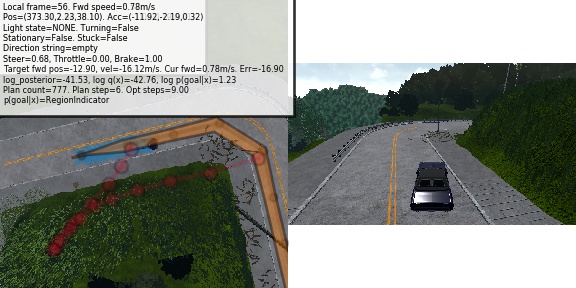 Local frame=56. Fwd speed=0.78m/s
Pos=(373.30,2.23,38.10). Acc=(-11.92,-2.19,0.32)
Light state=NONE. Turning=False
Stationary=False. Stuck=False
Direction string=empty
Steer=0.68, Throttle=0.00, Brake=1.00
Target fwd pos=-12.90, vel=-16.12m/s. Cur fwd=0.78m/s. Err=-16.90
log_posterior=-41.53, log q(x)=-42.76, log p(goal|x)=1.23
Plan count=777. Plan step=6. Opt steps=9.00
p(goal|x)=RegionIndicator